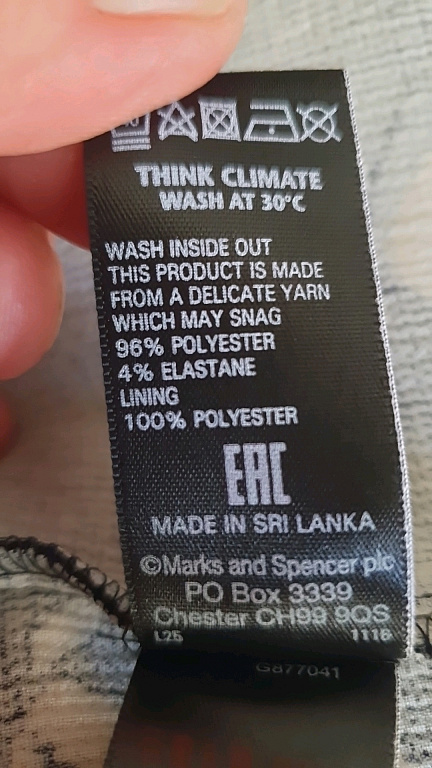 THINK CLIMATE
WASH AT 30°C
WASH INSIDE OUT
THIS PRODUCT IS MADE
FROM A DELICATE YARN
WHICH MAY SNAG
96% POLYESTER
4% ELASTANE
LINING
100% POLYESTER
EAC
MADE IN SRI LANKA
©Marks and Spencer plc
PO Box 3339
Chester CH99 9QS
L25 1116
G877041